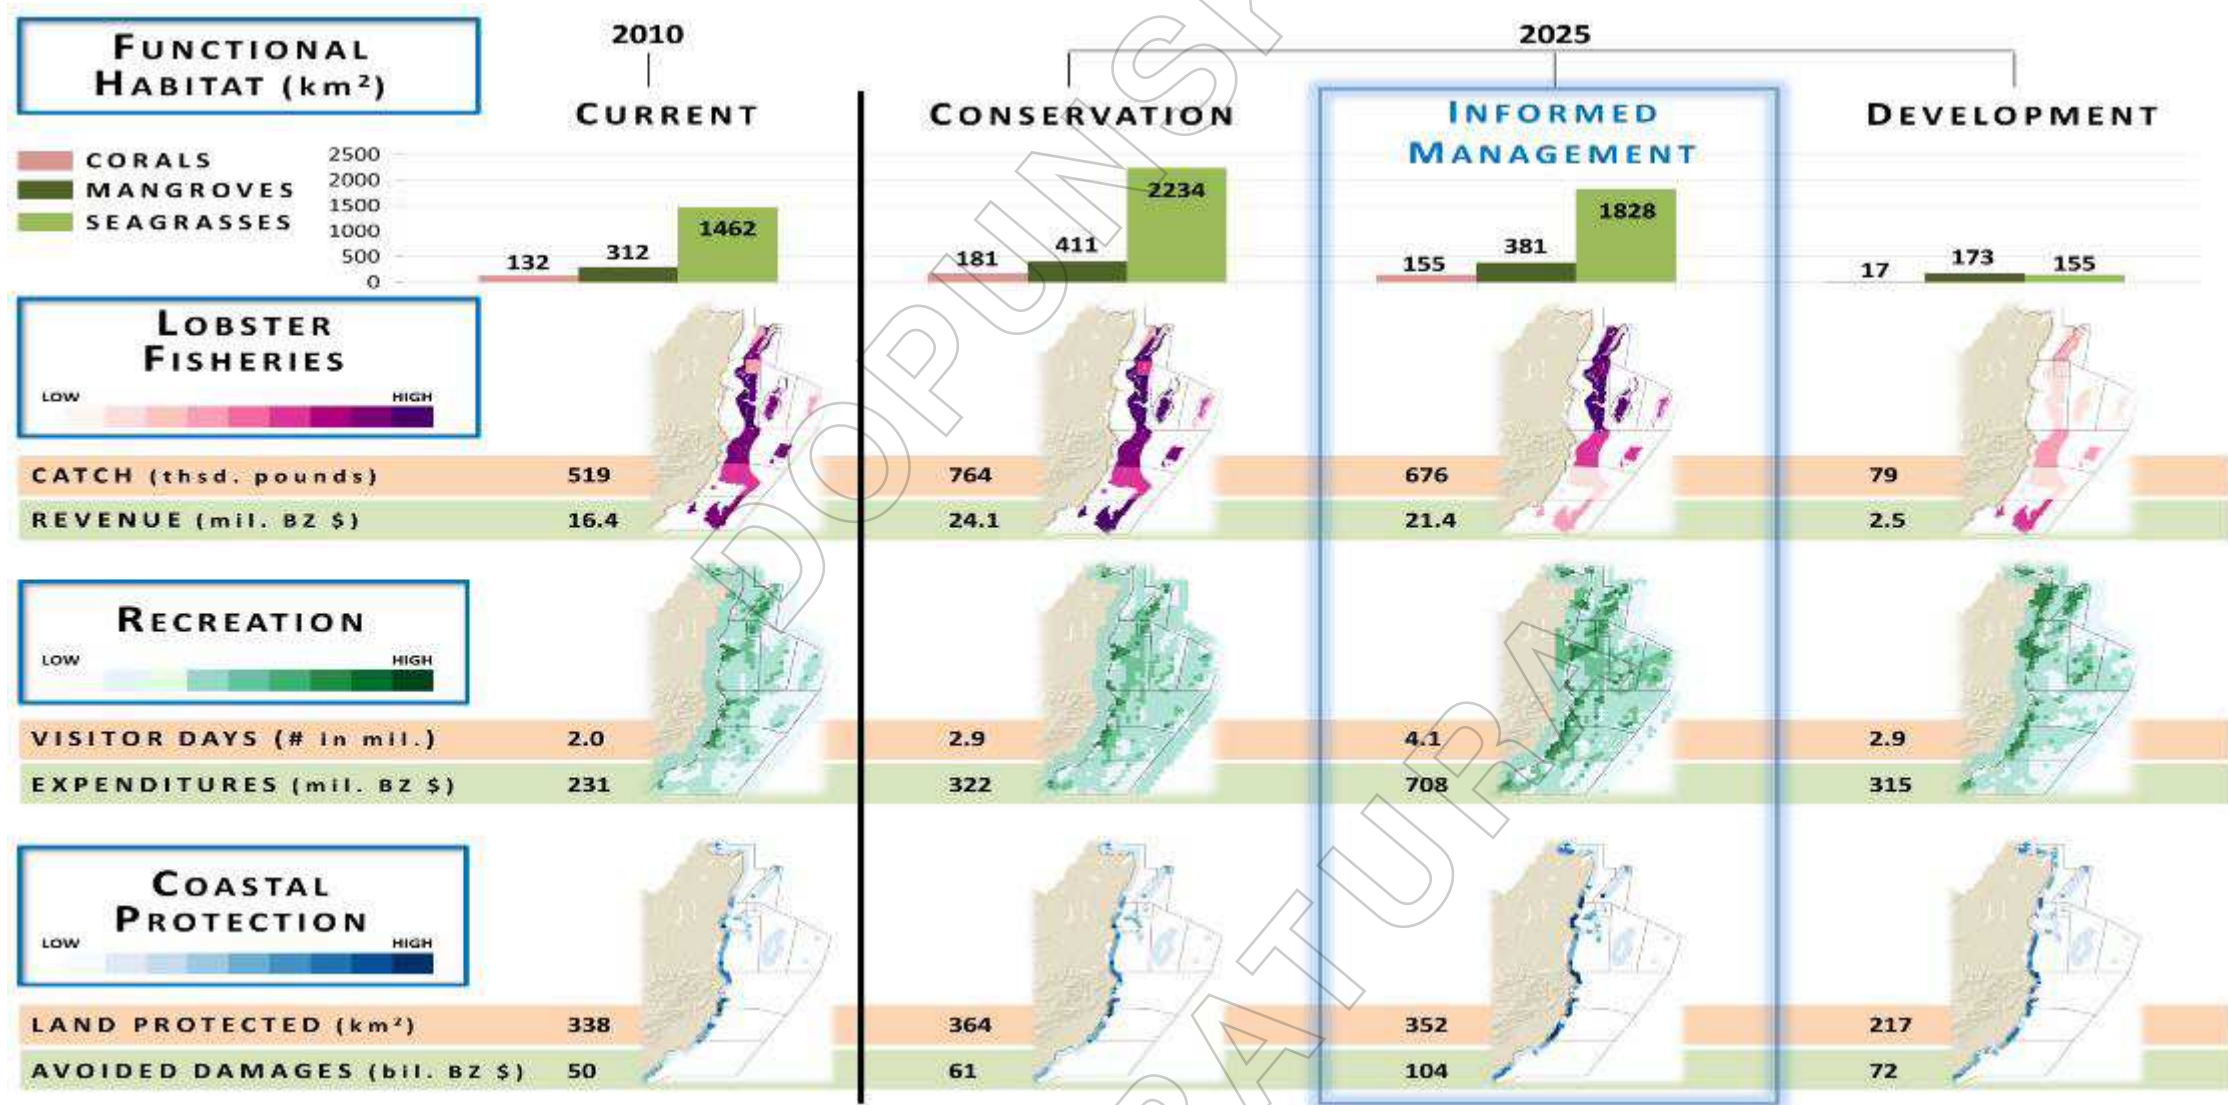 FUNCTIONAL
HABITAT (km²)
2010
2025
CURRENT
CONSERVATION
INFORMED
MANAGEMENT
DEVELOPMENT
CORALS
MANGROVES
SEAGRASSES
2500
2000
1500
1000
500
0
132
312
1462
181
411
2234
155
381
1828
17
173
155
LOBSTER
FISHERIES
LOW HIGH
CATCH (thsd. pounds) 519 764 676 79
REVENUE (mil. BZ $) 16.4 24.1 21.4 2.5
RECREATION
LOW HIGH
VISITOR DAYS (# in mil.) 2.0 2.9 4.1 2.9
EXPENDITURES (mil. BZ $) 231 322 708 315
COASTAL
PROTECTION
LOW HIGH
LAND PROTECTED (km²) 338 364 352 217
AVOIDED DAMAGES (bil. BZ $) 50 61 104 72